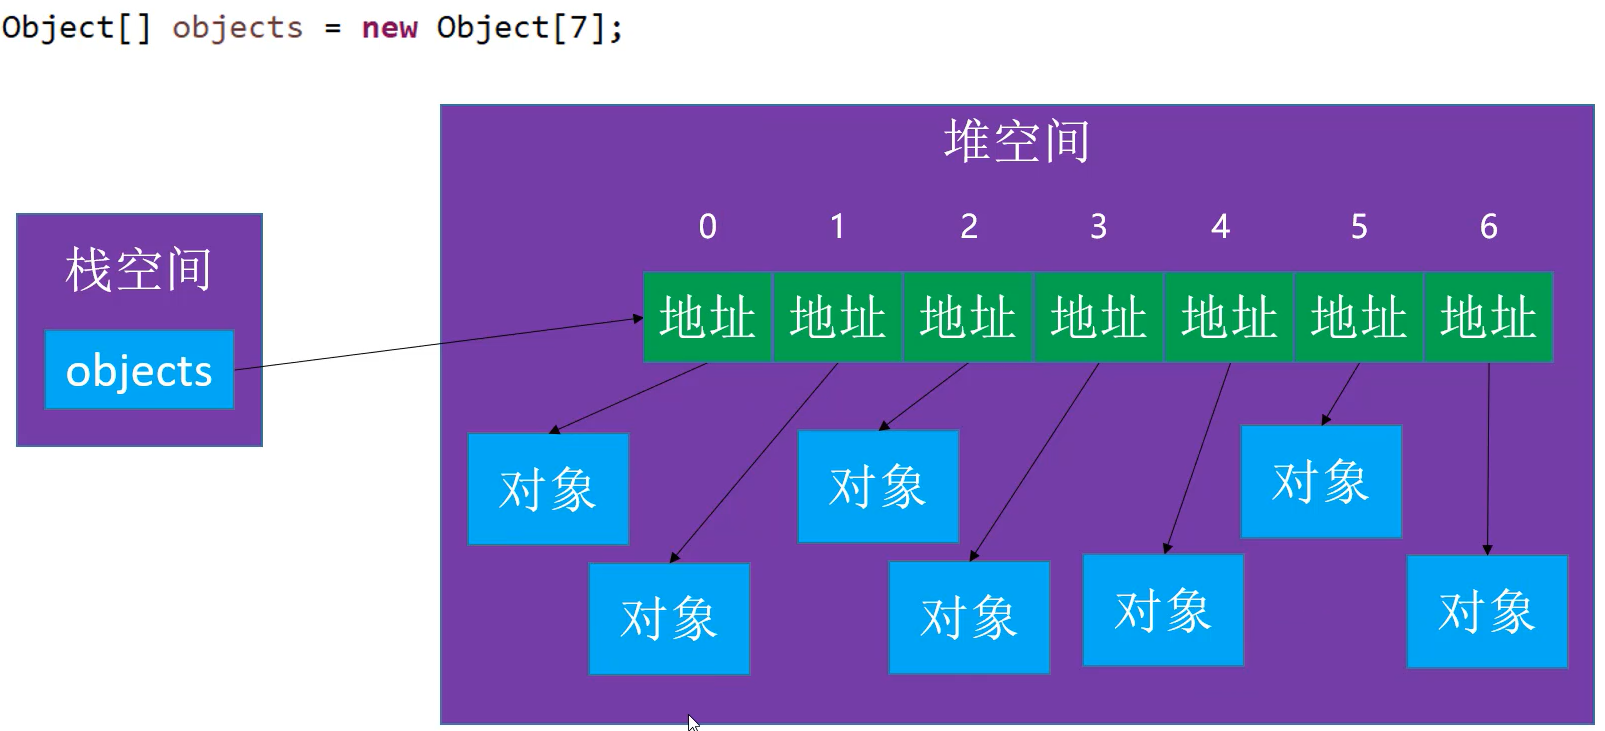 Object[] objects = new Object[7];
堆空间
0 1 2 3 4 5 6
栈空间
地址 地址 地址 地址 地址 地址 地址
objects
对象 对象 对象
对象 对象 对象 对象